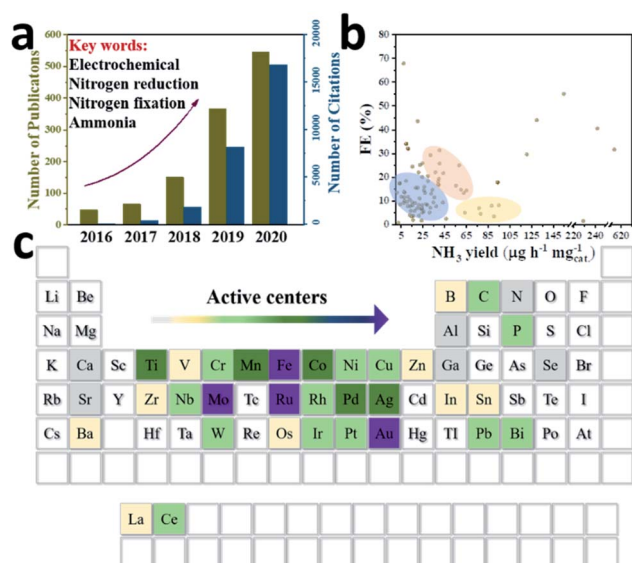 a
Key words:
Electrochemical
Nitrogen reduction
Nitrogen fixation
Ammonia
Number of Publicatons
600
500
400
300
200
100
0
2016 2017 2018 2019 2020
20000
15000
10000
5000
0
Number of Citations
b
FE (%)
80
70
60
50
40
30
20
10
0
5 25 45 65 85 105 125 145 220 240 620
NH₃ yield (μg h⁻¹ mg⁻¹cat.)
c
Active centers
Li Be B C N O F
Na Mg Al Si P S Cl
K Ca Sc Ti V Cr Mn Fe Co Ni Cu Zn Ga Ge As Se Br
Rb Sr Y Zr Nb Mo Tc Ru Rh Pd Ag Cd In Sn Sb Te I
Cs Ba Hf Ta W Re Os Ir Pt Au Hg Tl Pb Bi Po At
La Ce